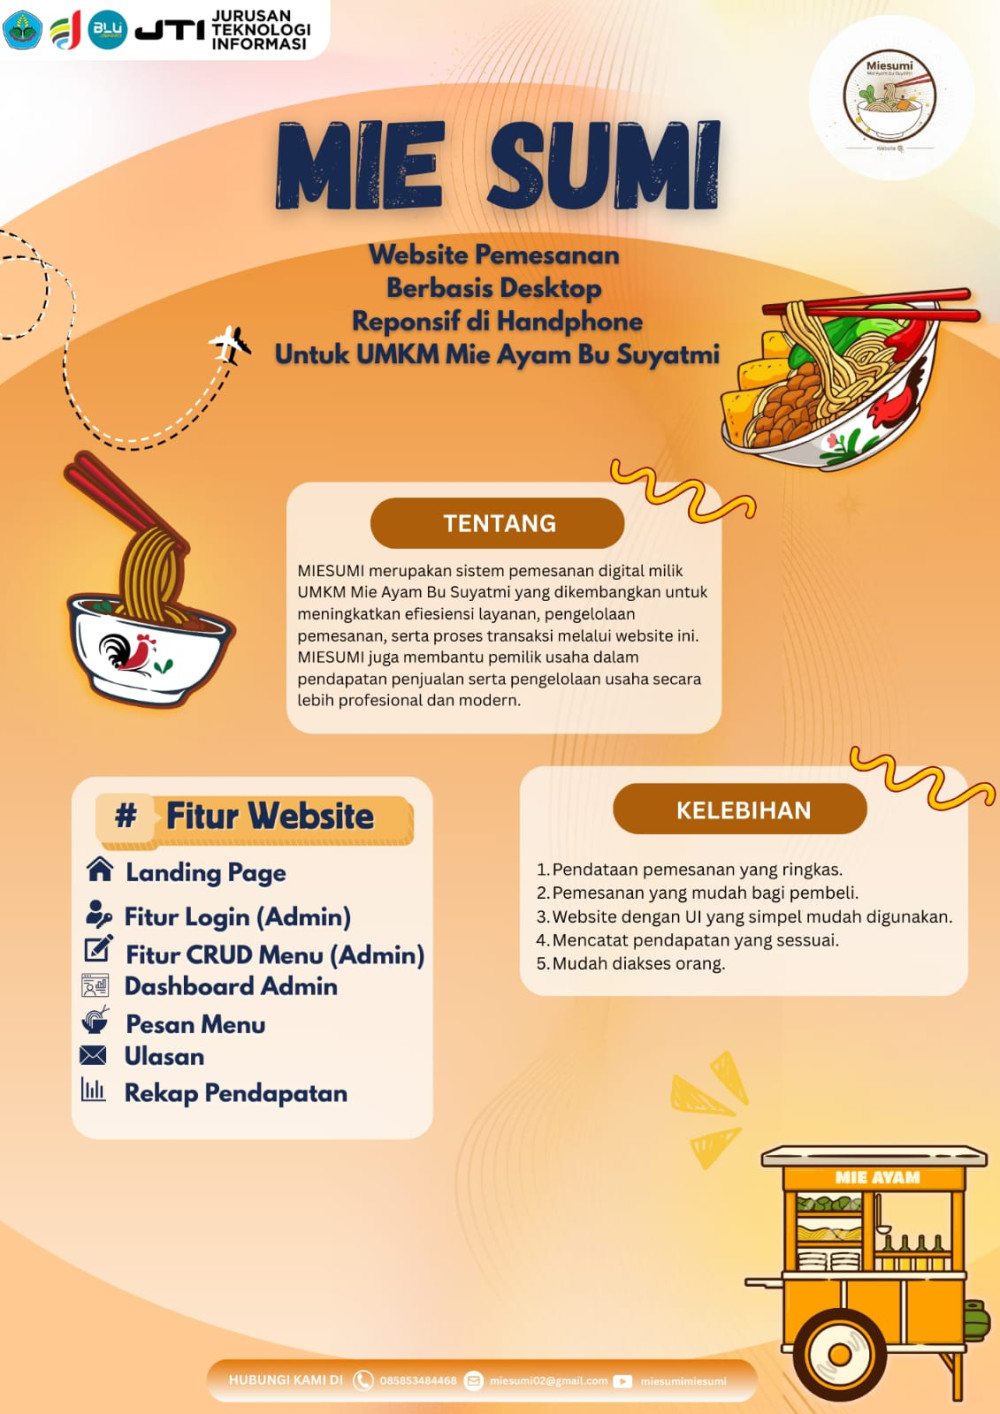 BLU
JTI
JURUSAN
TEKNOLOGI
INFORMASI
Miesumi
MIE SUMI
Website Pemesanan
Berbasis Desktop
Reponsif di Handphone
Untuk UMKM Mie Ayam Bu Suyatmi
TENTANG
MIESUMI merupakan sistem pemesanan digital milik
UMKM Mie Ayam Bu Suyatmi yang dikembangkan untuk
meningkatkan efiesiensi layanan, pengelolaan
pemesanan, serta proses transaksi melalui website ini.
MIESUMI juga membantu pemilik usaha dalam
pendapatan penjualan serta pengelolaan usaha secara
lebih profesional dan modern.
# Fitur Website
Landing Page
Fitur Login (Admin)
Fitur CRUD Menu (Admin)
Dashboard Admin
Pesan Menu
Ulasan
Rekap Pendapatan
KELEBIHAN
1. Pendataan pemesanan yang ringkas.
2. Pemesanan yang mudah bagi pembeli.
3. Website dengan UI yang simpel mudah digunakan.
4. Mencatat pendapatan yang sessuai.
5. Mudah diakses orang.
MIE AYAM
HUBUNGI KAMI DI 085853484468 miesumi02@gmail.com miesumimiesumi